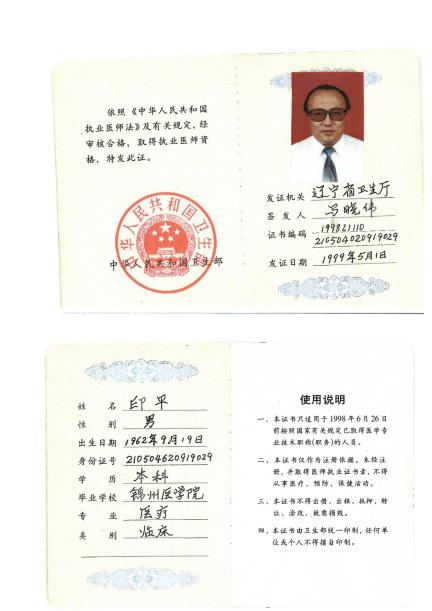 依照《中华人民共和国
执业医师法》及有关规定,经
审核合格,取得执业医师资
格,特发此证。
中华人民共和国卫生部
中华人民共和国卫生部
发证机关 辽宁省卫生厅
签发人 马晓伟
证书编码 199821110
210504020919029
发证日期 1999年5月1日
姓名 印平
性别 男
出生日期 1962年9月19日
身份证号 210504620919029
学历 本科
毕业学校 锦州医学院
专业 医疗
类别 临床
使用说明
一、本证书只适用于1998年6月26日
前按照国家有关规定已取得医学专
业技术职称(职务)的人员。
二、本证书仅作为注册依据。未经注
册,并取得医师执业证书者,不得
从事医疗、预防、保健活动。
三、本证书不得出借、出租、抵押、转
让、涂改、故意损毁。
四、本证书由卫生部统一印制,任何单
位或个人不得擅自印制。